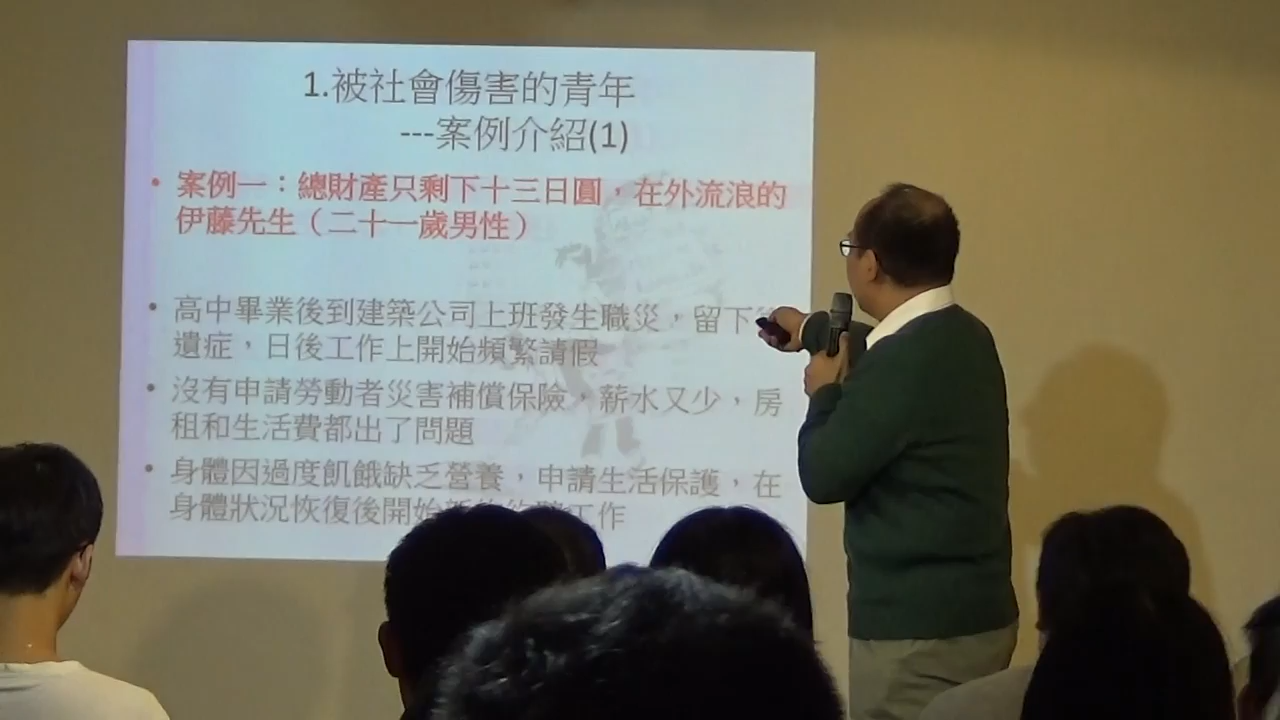 1.被社會傷害的青年
---案例介紹(1)
• 案例一：總財產只剩下十三日圓，在外流浪的
伊藤先生（二十一歲男性）
• 高中畢業後到建築公司上班發生職災，留下
遺症，日後工作上開始頻繁請假
• 沒有申請勞動者災害補償保險，薪水又少，房
租和生活費都出了問題
• 身體因過度飢餓缺乏營養，申請生活保護，在
身體狀況恢復後開始工作